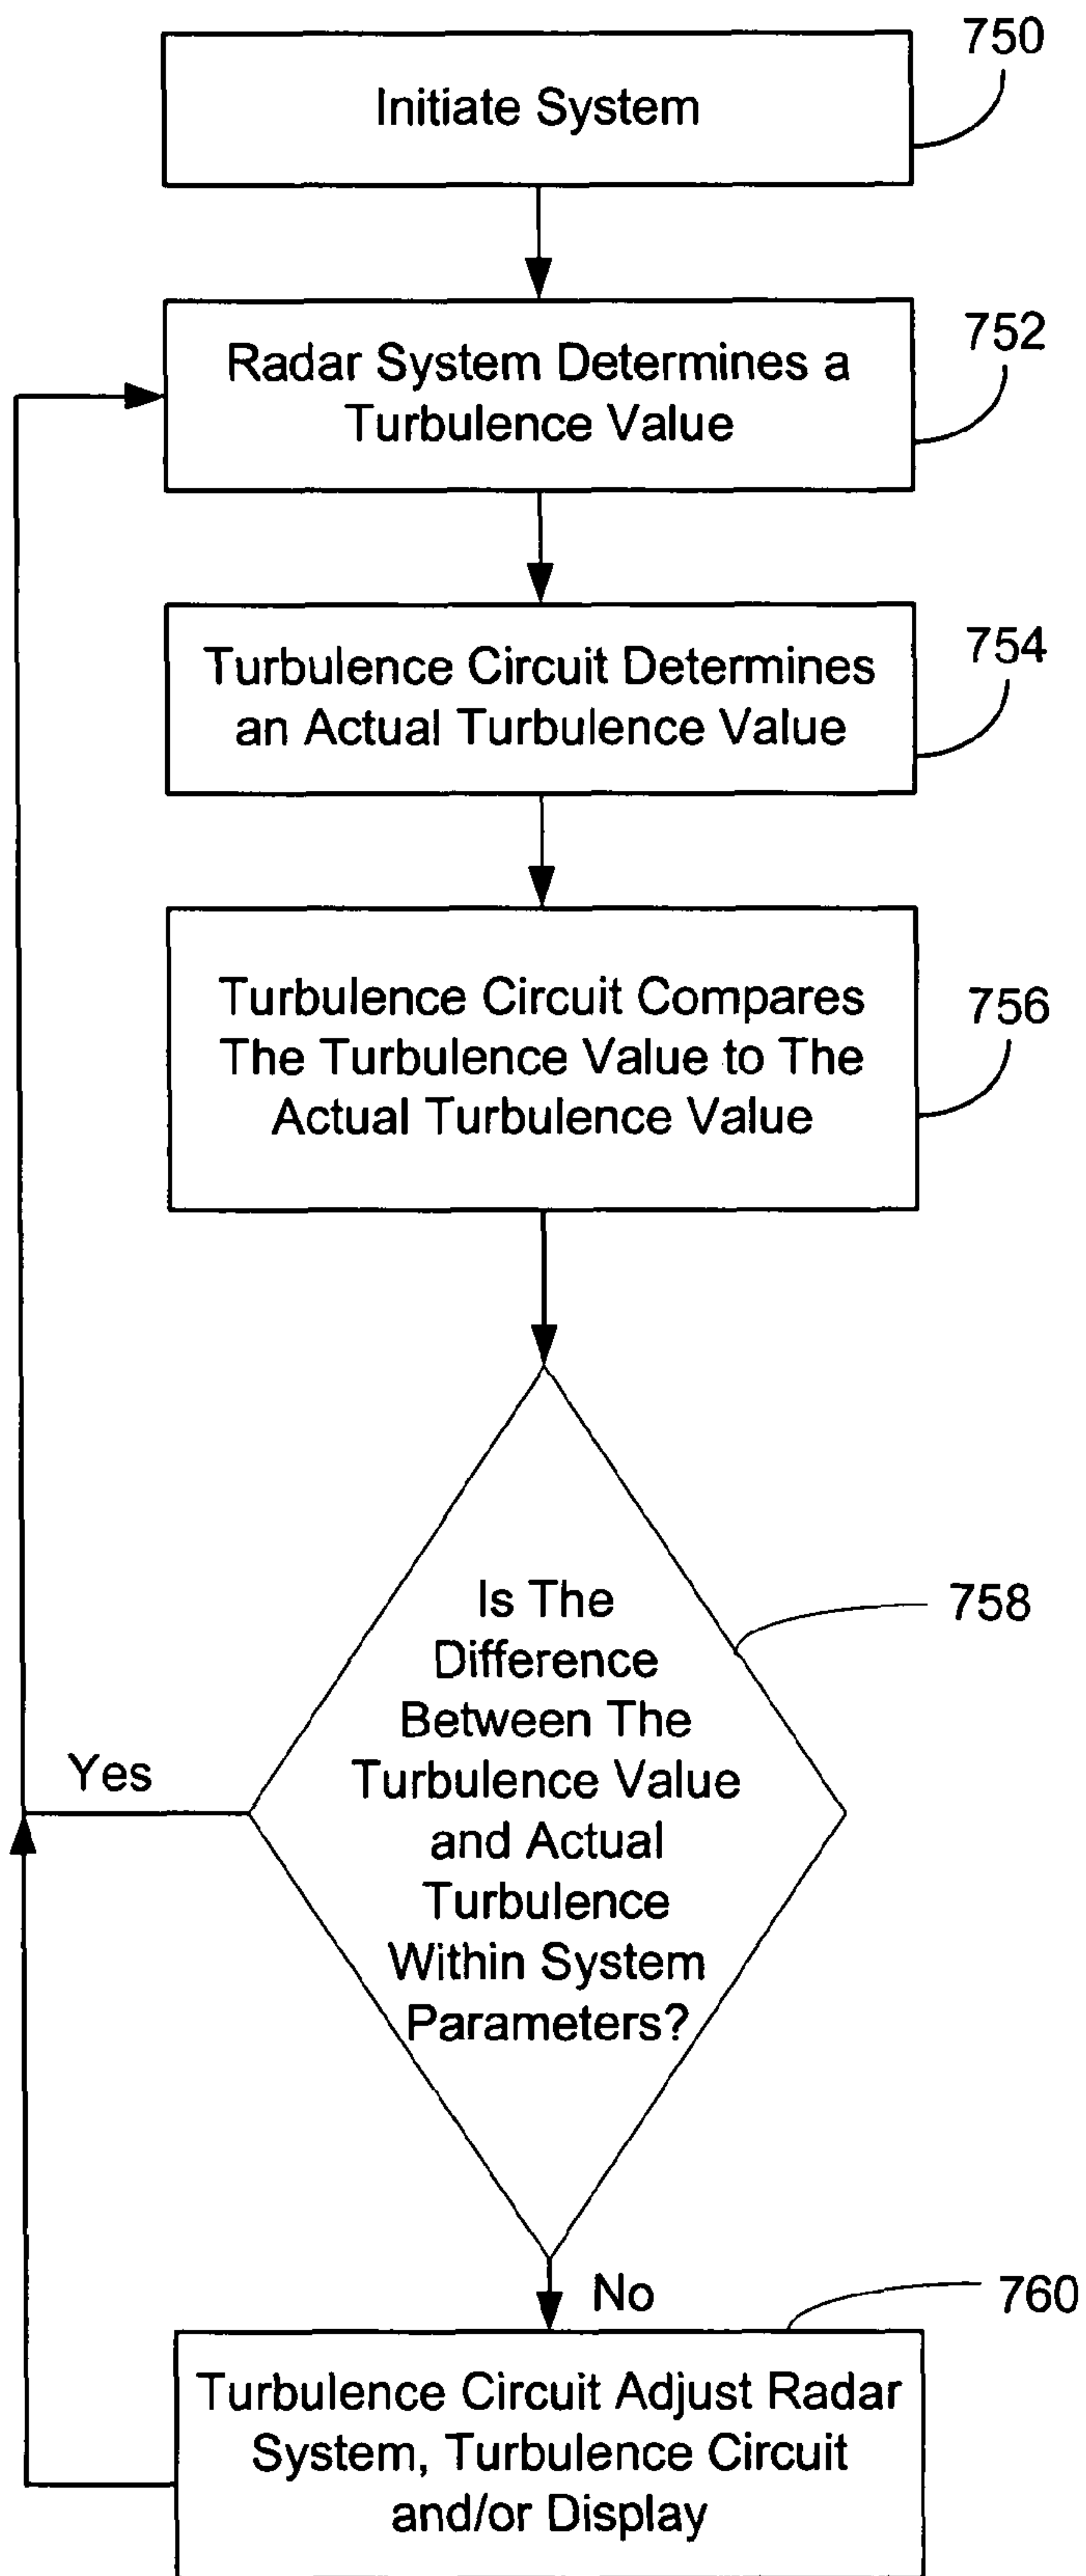 750
Initiate System
752
Radar System Determines a
Turbulence Value
754
Turbulence Circuit Determines
an Actual Turbulence Value
756
Turbulence Circuit Compares
The Turbulence Value to The
Actual Turbulence Value
758
Is The
Difference
Between The
Turbulence Value
and Actual
Turbulence
Within System
Parameters?
Yes
No
760
Turbulence Circuit Adjust Radar
System, Turbulence Circuit
and/or Display